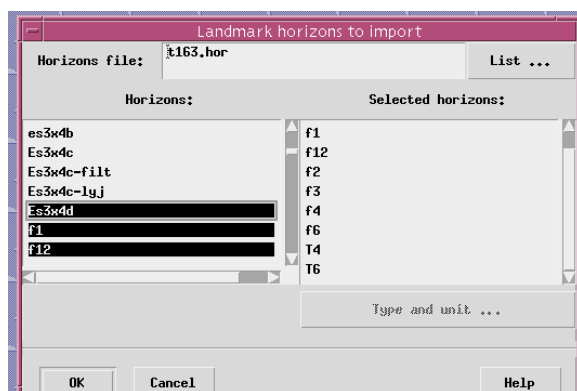 Landmark horizons to import
Horizons file:
t163.hor
List ...
Horizons:
es3x4b
Es3x4c
Es3x4c-filt
Es3x4c-lyj
Es3x4d
f1
f12
Selected horizons:
f1
f12
f2
f3
f4
f6
T4
T6
Type and unit ...
OK
Cancel
Help